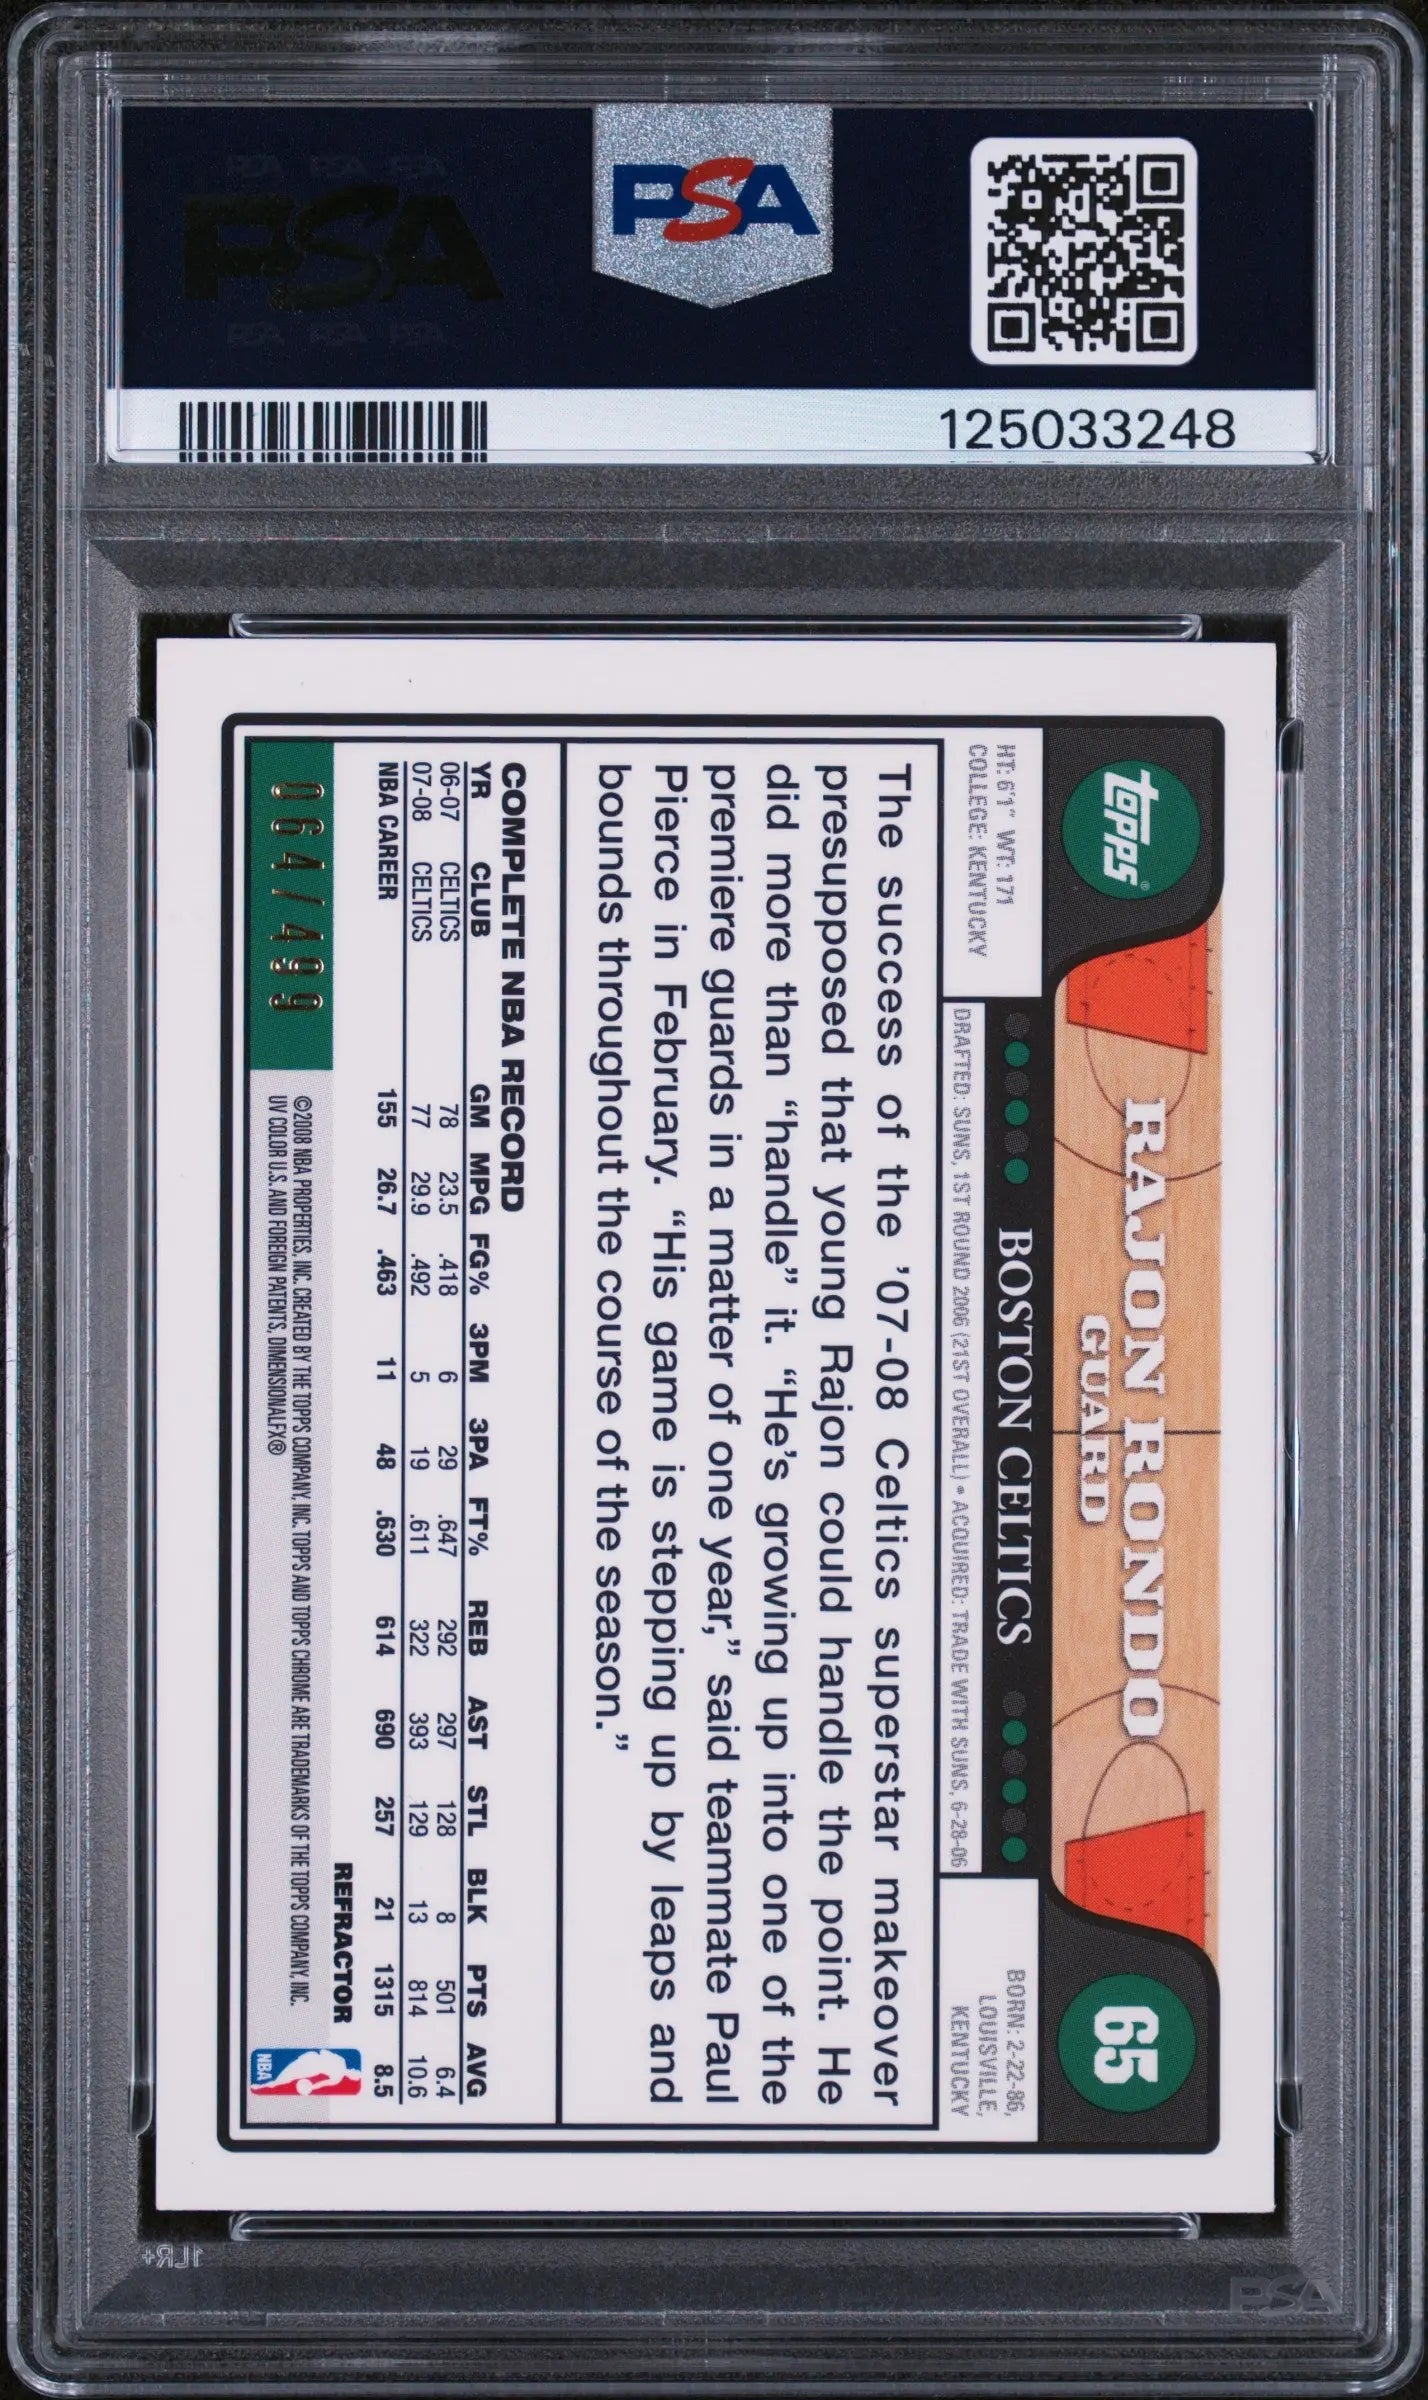 PSA PSA PSA
PSA
PSA PSA PSA
PSA
125033248
topps®
RAJON RONDO
GUARD
65
HT: 6'1" WT: 171
COLLEGE: KENTUCKY
BOSTON CELTICS
DRAFTED: SUNS, 1ST ROUND 2006 (21ST OVERALL) • ACQUIRED: TRADE WITH SUNS, 6-28-06
BORN: 2-22-86,
LOUISVILLE,
KENTUCKY
The success of the '07-08 Celtics superstar makeover
presupposed that young Rajon could handle the point. He
did more than “handle” it. “He’s growing up into one of the
premiere guards in a matter of one year,” said teammate Paul
Pierce in February. “His game is stepping up by leaps and
bounds throughout the course of the season.”
COMPLETE NBA RECORD
YR CLUB GM MPG FG% 3PM 3PA FT% REB AST STL BLK PTS AVG
06-07 CELTICS 78 23.5 .418 6 29 .647 292 297 128 8 501 6.4
07-08 CELTICS 77 29.9 .492 5 19 .611 322 393 129 13 814 10.6
NBA CAREER 155 26.7 .463 11 48 .630 614 690 257 21 1315 8.5
REFRACTOR
064/499
©2008 NBA PROPERTIES, INC. CREATED BY THE TOPPS COMPANY, INC. TOPPS AND TOPPS CHROME ARE TRADEMARKS OF THE TOPPS COMPANY, INC.
UV COLOR U.S. AND FOREIGN PATENTS, DIMENSIONALFX®
NBA
1LR+
PSA